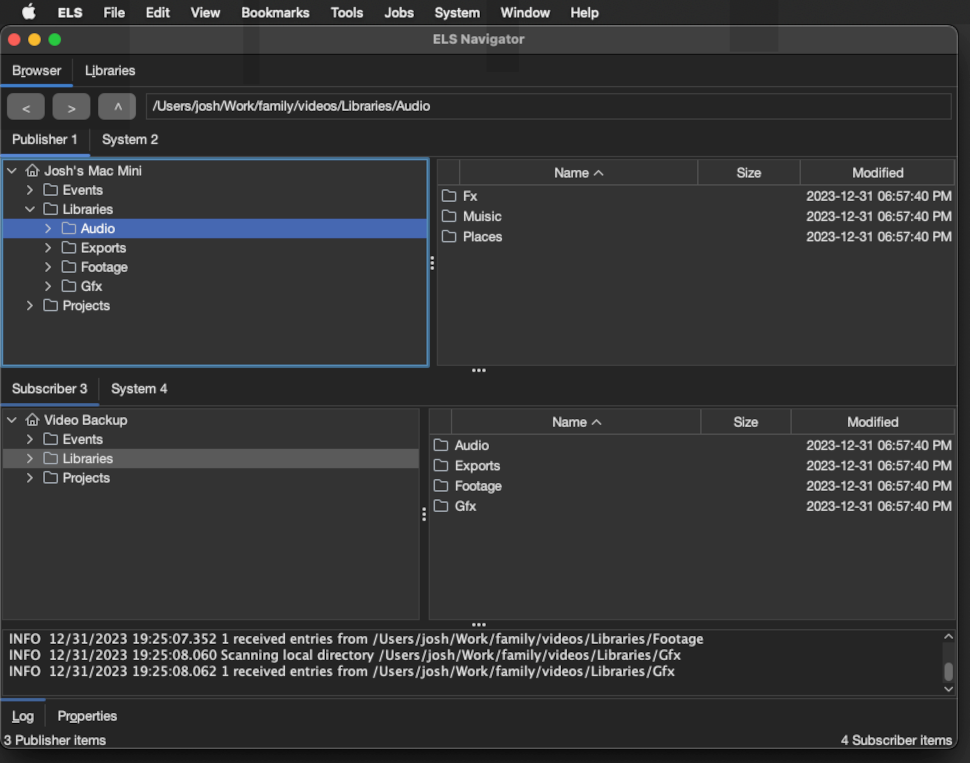 ELS File Edit View Bookmarks Tools Jobs System Window Help
ELS Navigator
Browser Libraries
< > ^ /Users/josh/Work/family/videos/Libraries/Audio
Publisher 1 System 2
Josh's Mac Mini
Events
Libraries
Audio
Exports
Footage
Gfx
Projects
Name Size Modified
Fx 2023-12-31 06:57:40 PM
Muisic 2023-12-31 06:57:40 PM
Places 2023-12-31 06:57:40 PM
Subscriber 3 System 4
Video Backup
Events
Libraries
Projects
Name Size Modified
Audio 2023-12-31 06:57:40 PM
Exports 2023-12-31 06:57:40 PM
Footage 2023-12-31 06:57:40 PM
Gfx 2023-12-31 06:57:40 PM
INFO 12/31/2023 19:25:07.352 1 received entries from /Users/josh/Work/family/videos/Libraries/Footage
INFO 12/31/2023 19:25:08.060 Scanning local directory /Users/josh/Work/family/videos/Libraries/Gfx
INFO 12/31/2023 19:25:08.062 1 received entries from /Users/josh/Work/family/videos/Libraries/Gfx
Log Properties
3 Publisher items 4 Subscriber items